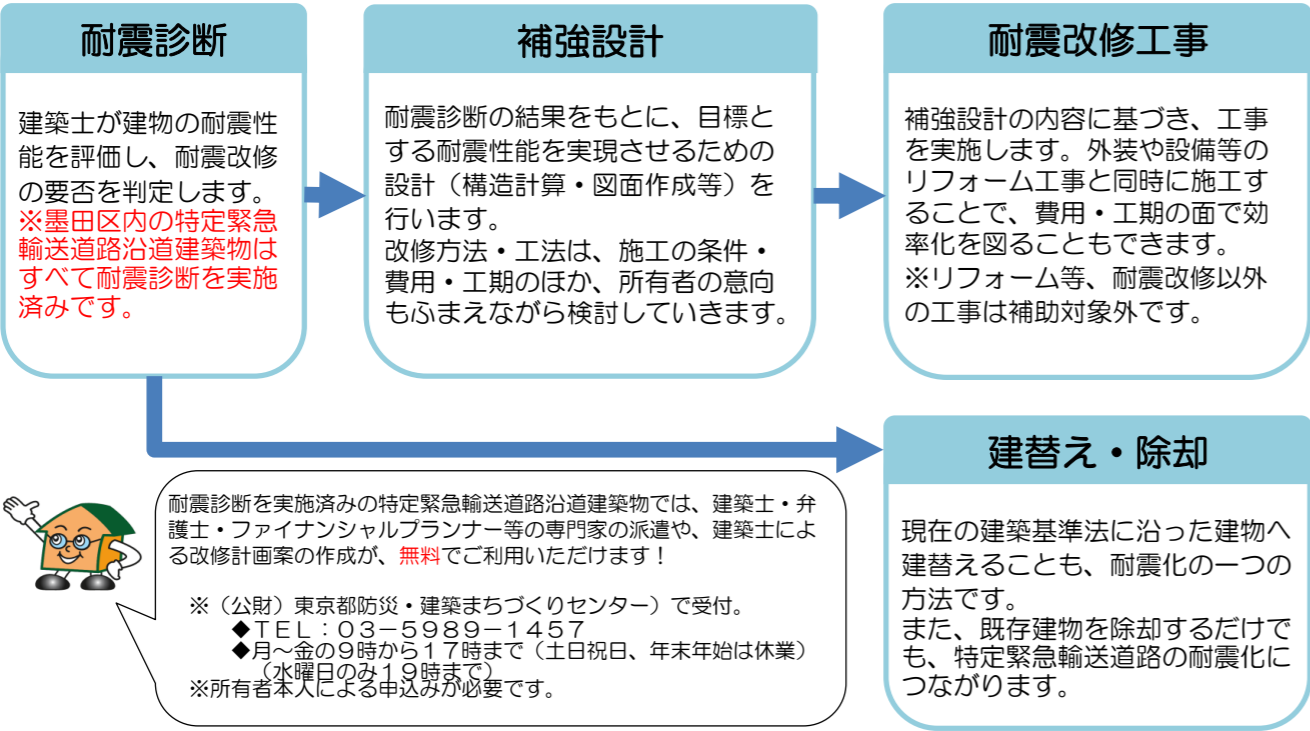 耐震診断
建築士が建物の耐震性
能を評価し、耐震改修
の要否を判定します。
※墨田区内の特定緊急
輸送道路沿道建築物は
すべて耐震診断を実施
済みです。
補強設計
耐震診断の結果をもとに、目標と
する耐震性能を実現させるための
設計（構造計算・図面作成等）を
行います。
改修方法・工法は、施工の条件・
費用・工期のほか、所有者の意向
もふまえながら検討していきます。
耐震改修工事
補強設計の内容に基づき、工事
を実施します。外装や設備等の
リフォーム工事と同時に施工す
ることで、費用・工期の面で効
率化を図ることもできます。
※リフォーム等、耐震改修以外
の工事は補助対象外です。
建替え・除却
現在の建築基準法に沿った建物へ
建替えることも、耐震化の一つの
方法です。
また、既存建物を除却するだけで
も、特定緊急輸送道路の耐震化に
つながります。
耐震診断を実施済みの特定緊急輸送道路沿道建築物では、建築士・弁
護士・ファイナンシャルプランナー等の専門家の派遣や、建築士によ
る改修計画案の作成が、無料でご利用いただけます！
※（公財）東京都防災・建築まちづくりセンター）で受付。
◆ＴＥＬ：０３－５９８９－１４５７
◆月～金の９時から１７時まで（土日祝日、年末年始は休業）
（水曜日のみ１９時まで）
※所有者本人による申込みが必要です。